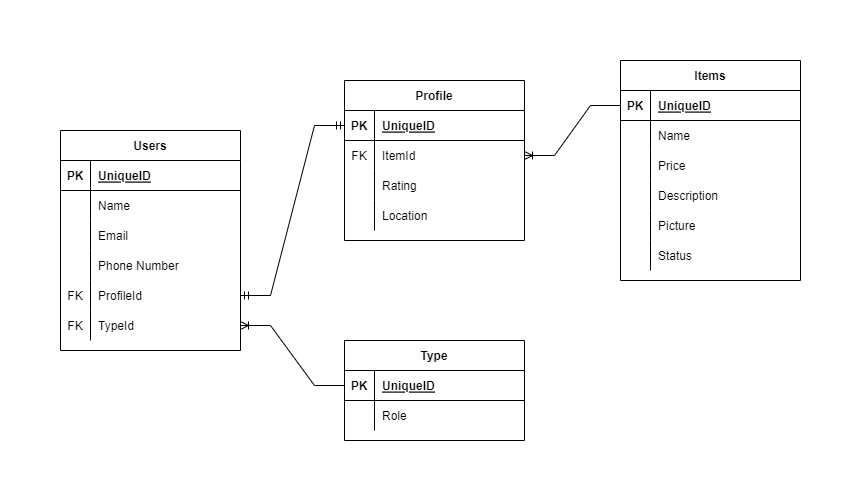 Users
PK UniqueID
Name
Email
Phone Number
FK ProfileId
FK TypeId
Profile
PK UniqueID
FK ItemId
Rating
Location
Items
PK UniqueID
Name
Price
Description
Picture
Status
Type
PK UniqueID
Role